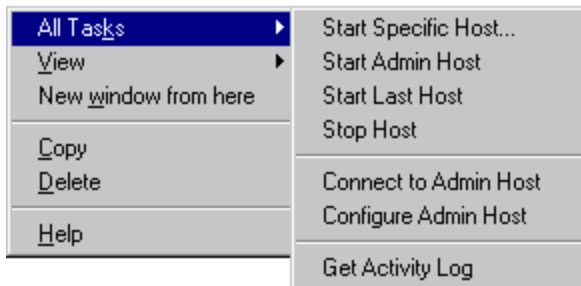 All Tasks
View
New window from here
Copy
Delete
Help
Start Specific Host...
Start Admin Host
Start Last Host
Stop Host
Connect to Admin Host
Configure Admin Host
Get Activity Log